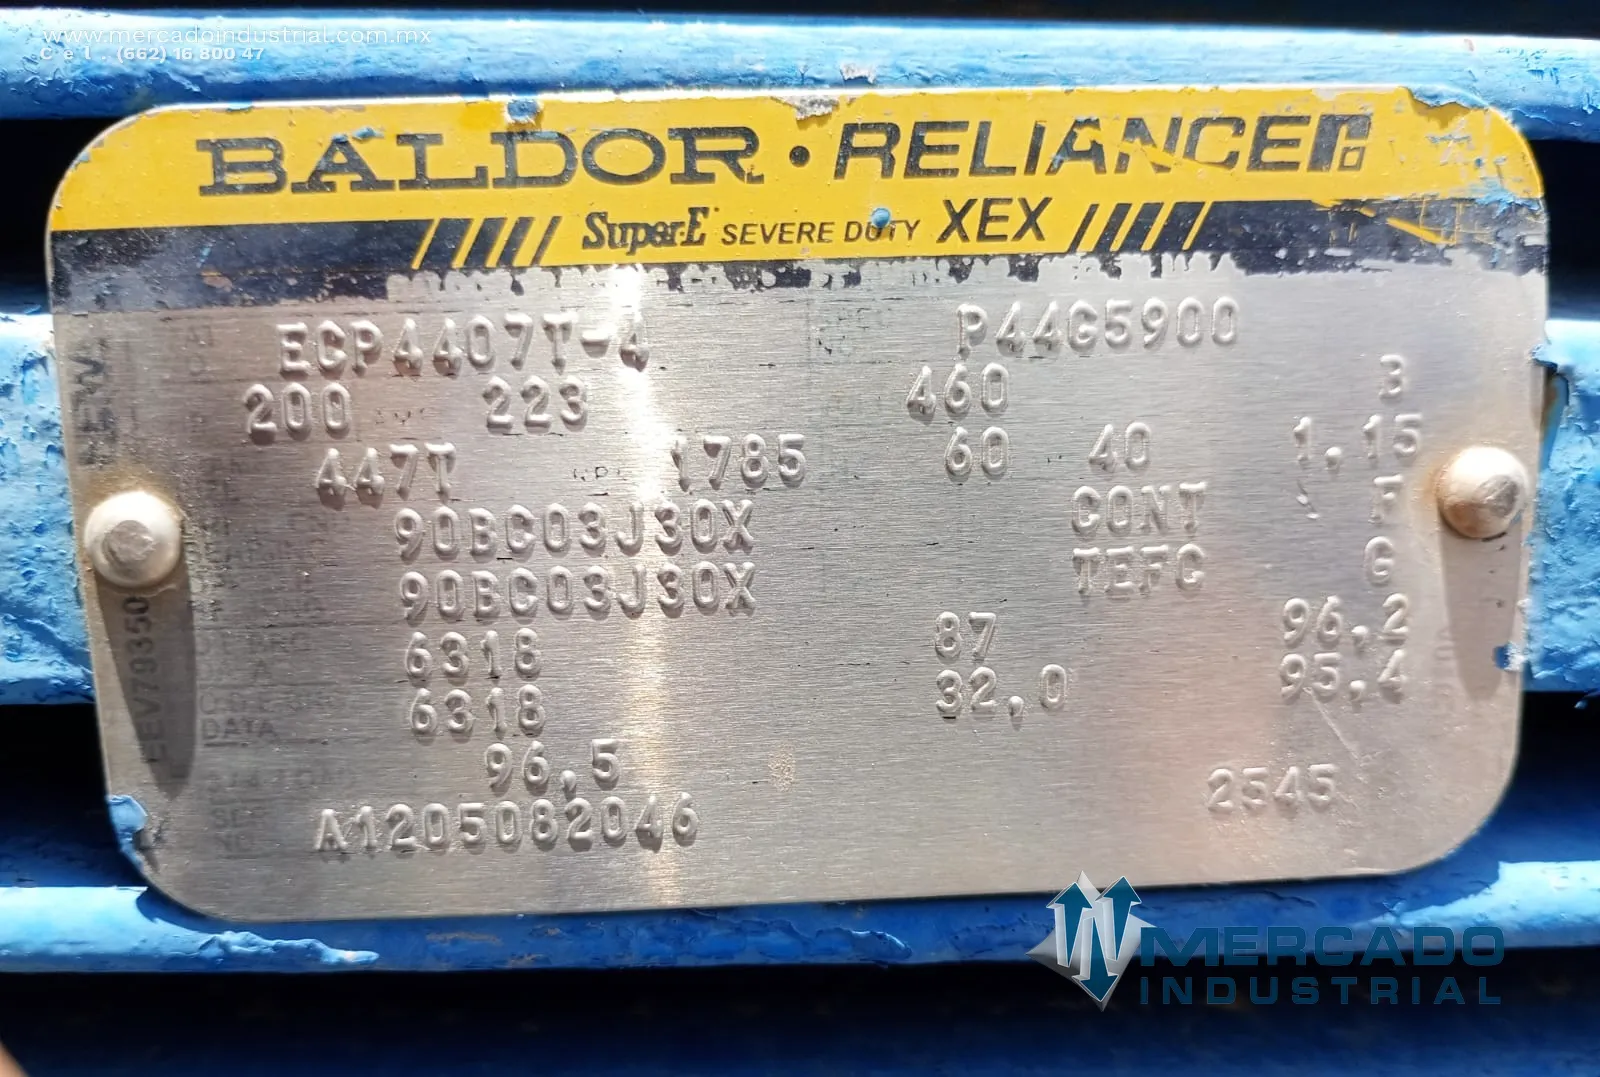 www.mercadoindustrial.com.mx
Cel. (662) 16 800 47
BALDOR • RELIANCE
Super-E SEVERE DUTY XEX
ECP4407T-4 P44G5900
200 223 460 3
447T 1785 60 40 1,15
90BC03J30X CONT F
90BC03J30X TEFC G
6318 87 96,2
6318 32,0 95,4
DATA
96,5
A1205082046 2545
MERCADO
INDUSTRIAL